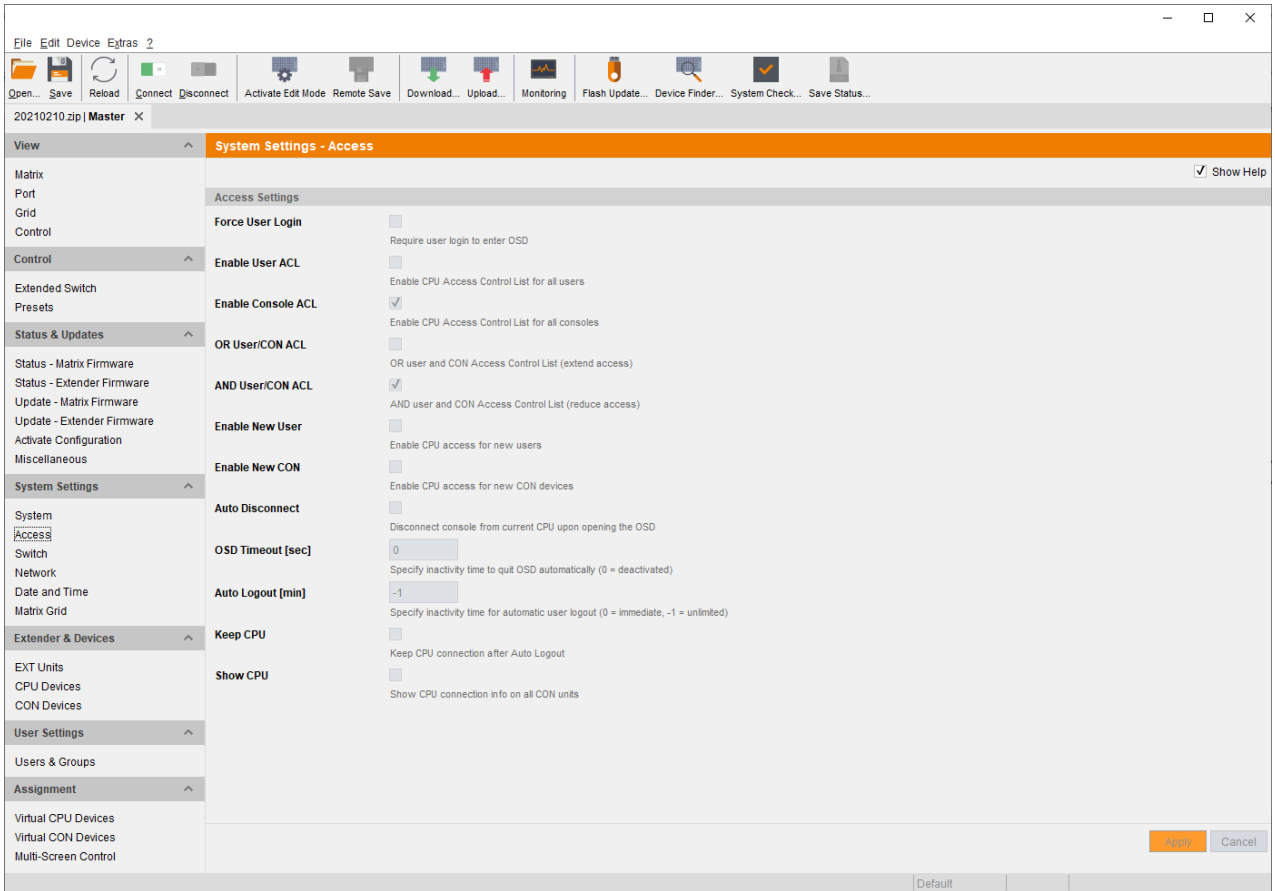 File Edit Device Extras ?
Open... Save Reload Connect Disconnect Activate Edit Mode Remote Save Download... Upload... Monitoring Flash Update... Device Finder... System Check... Save Status...
20210210.zip | Master
View
Matrix
Port
Grid
Control
Control
Extended Switch
Presets
Status & Updates
Status - Matrix Firmware
Status - Extender Firmware
Update - Matrix Firmware
Update - Extender Firmware
Activate Configuration
Miscellaneous
System Settings
System
Access
Switch
Network
Date and Time
Matrix Grid
Extender & Devices
EXT Units
CPU Devices
CON Devices
User Settings
Users & Groups
Assignment
Virtual CPU Devices
Virtual CON Devices
Multi-Screen Control
System Settings - Access
Show Help
Access Settings
Force User Login
Require user login to enter OSD
Enable User ACL
Enable CPU Access Control List for all users
Enable Console ACL
Enable CPU Access Control List for all consoles
OR User/CON ACL
OR user and CON Access Control List (extend access)
AND User/CON ACL
AND user and CON Access Control List (reduce access)
Enable New User
Enable CPU access for new users
Enable New CON
Enable CPU access for new CON devices
Auto Disconnect
Disconnect console from current CPU upon opening the OSD
OSD Timeout [sec] 0
Specify inactivity time to quit OSD automatically (0 = deactivated)
Auto Logout [min] -1
Specify inactivity time for automatic user logout (0 = immediate, -1 = unlimited)
Keep CPU
Keep CPU connection after Auto Logout
Show CPU
Show CPU connection info on all CON units
Apply Cancel
Default